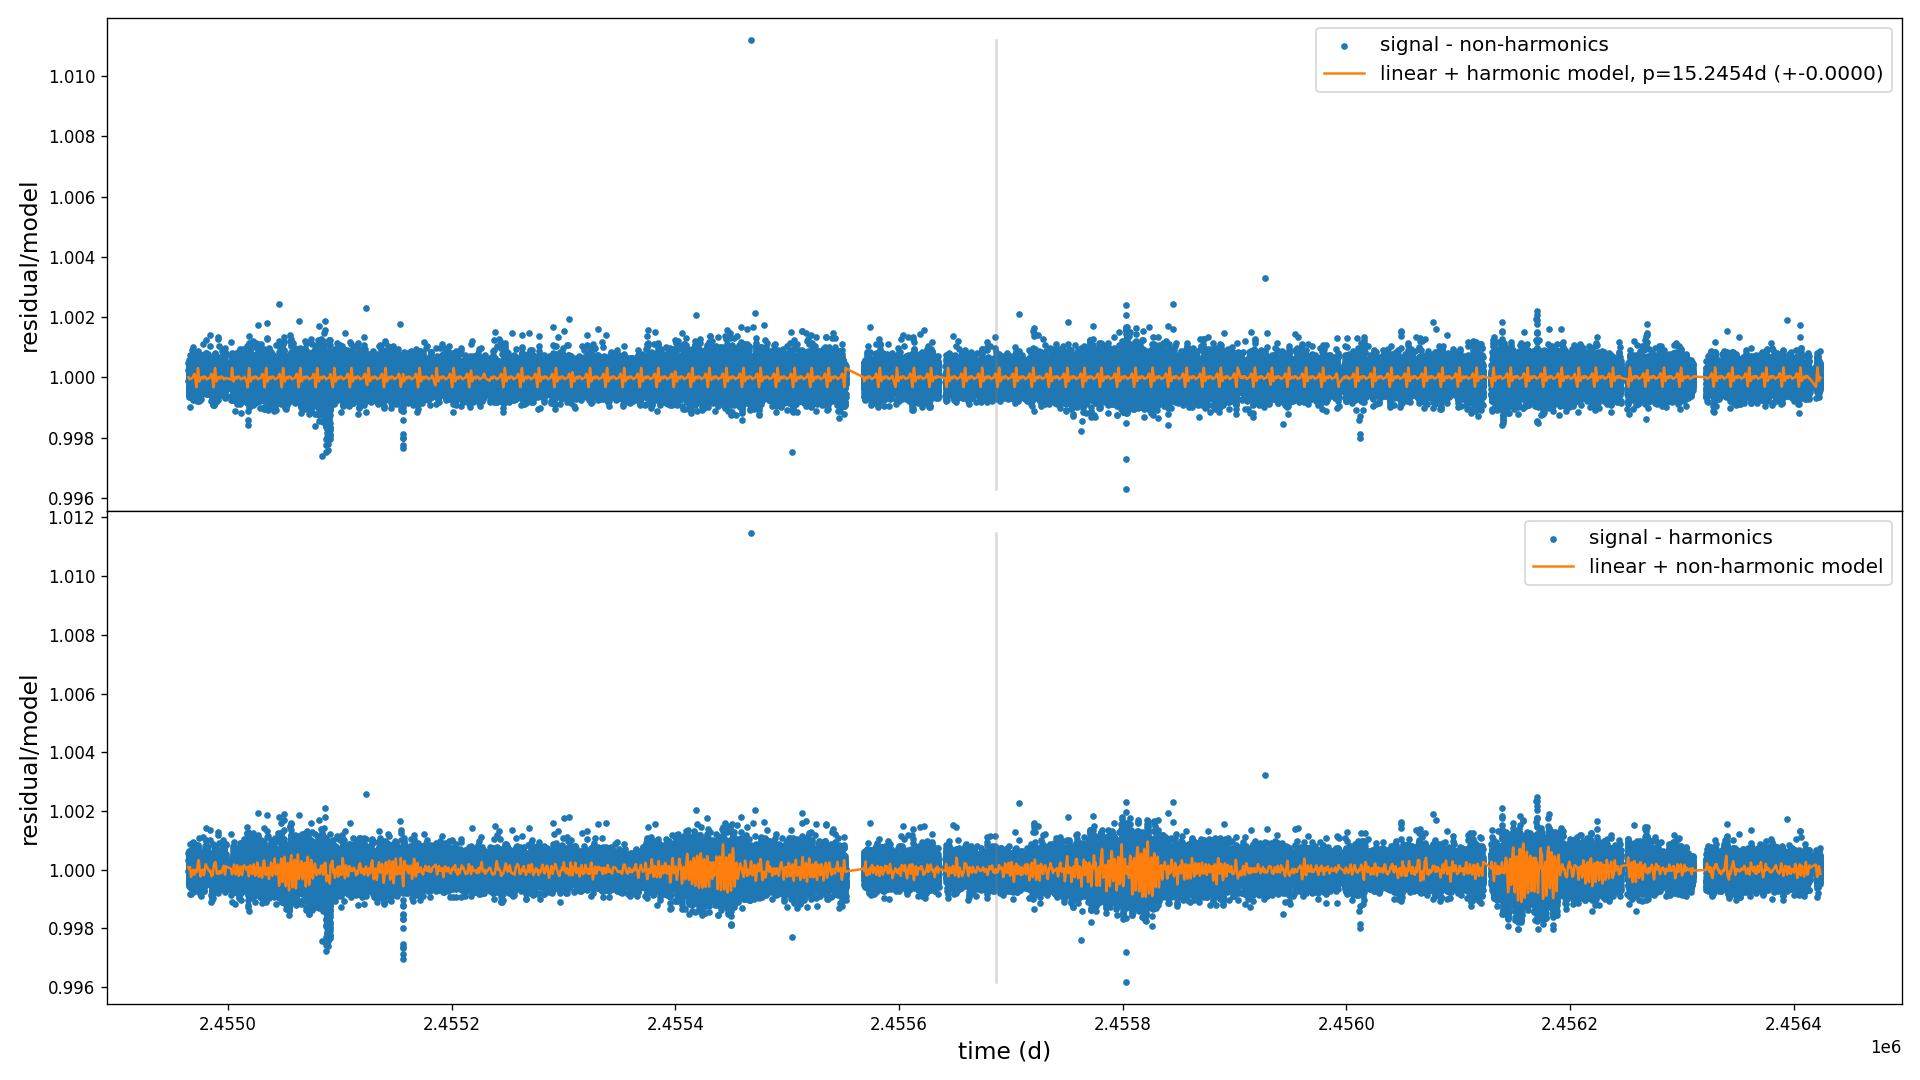 signal - non-harmonics
linear + harmonic model, p=15.2454d (+-0.0000)
residual/model
1.010
1.008
1.006
1.004
1.002
1.000
0.998
0.996
signal - harmonics
linear + non-harmonic model
residual/model
1.012
1.010
1.008
1.006
1.004
1.002
1.000
0.998
0.996
2.4550 2.4552 2.4554 2.4556 2.4558 2.4560 2.4562 2.4564
1e6
time (d)